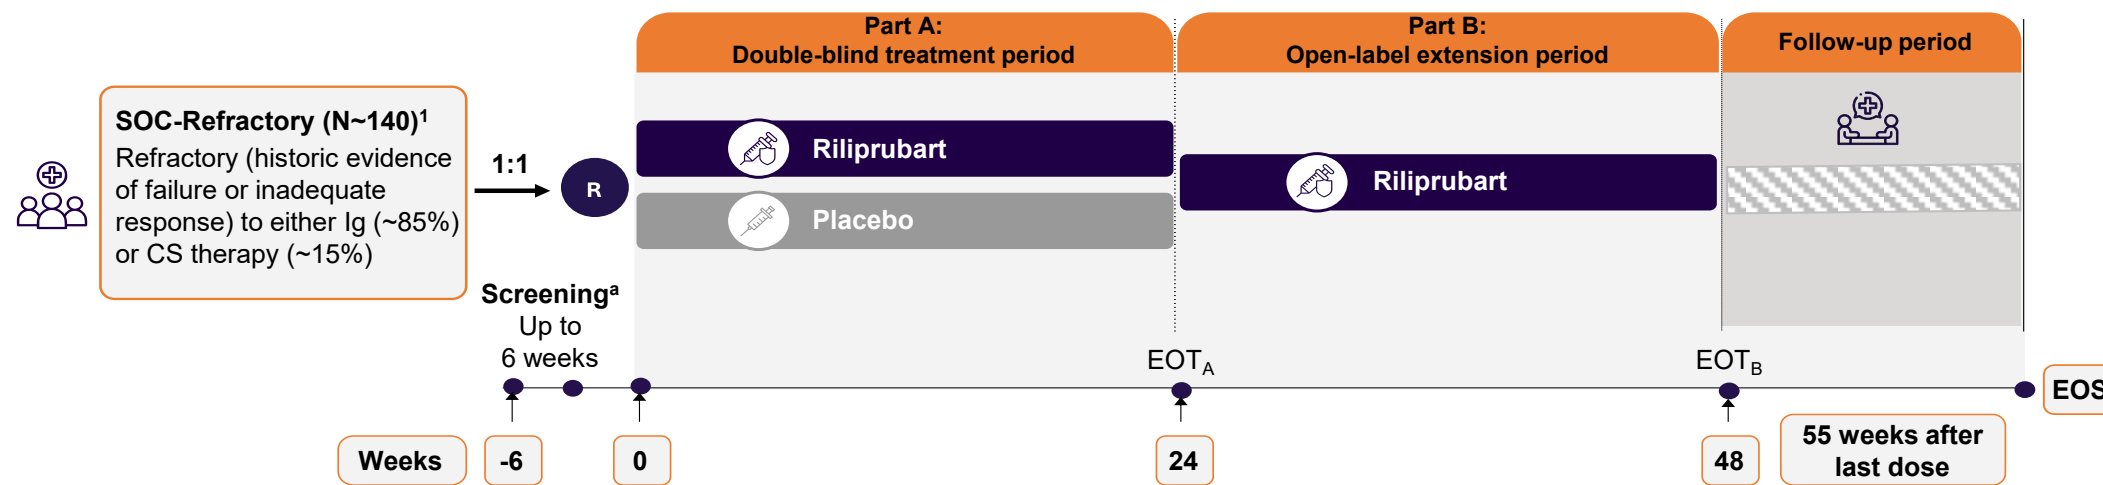 Part A:
Double-blind treatment period
Part B:
Open-label extension period
Follow-up period
SOC-Refractory (N~140)¹
Refractory (historic evidence
of failure or inadequate
response) to either Ig (~85%)
or CS therapy (~15%)
1:1
R
Riliprubart
Placebo
Riliprubart
Screeningᵃ
Up to
6 weeks
EOT_A
EOT_B
EOS
Weeks
-6
0
24
48
55 weeks after
last dose